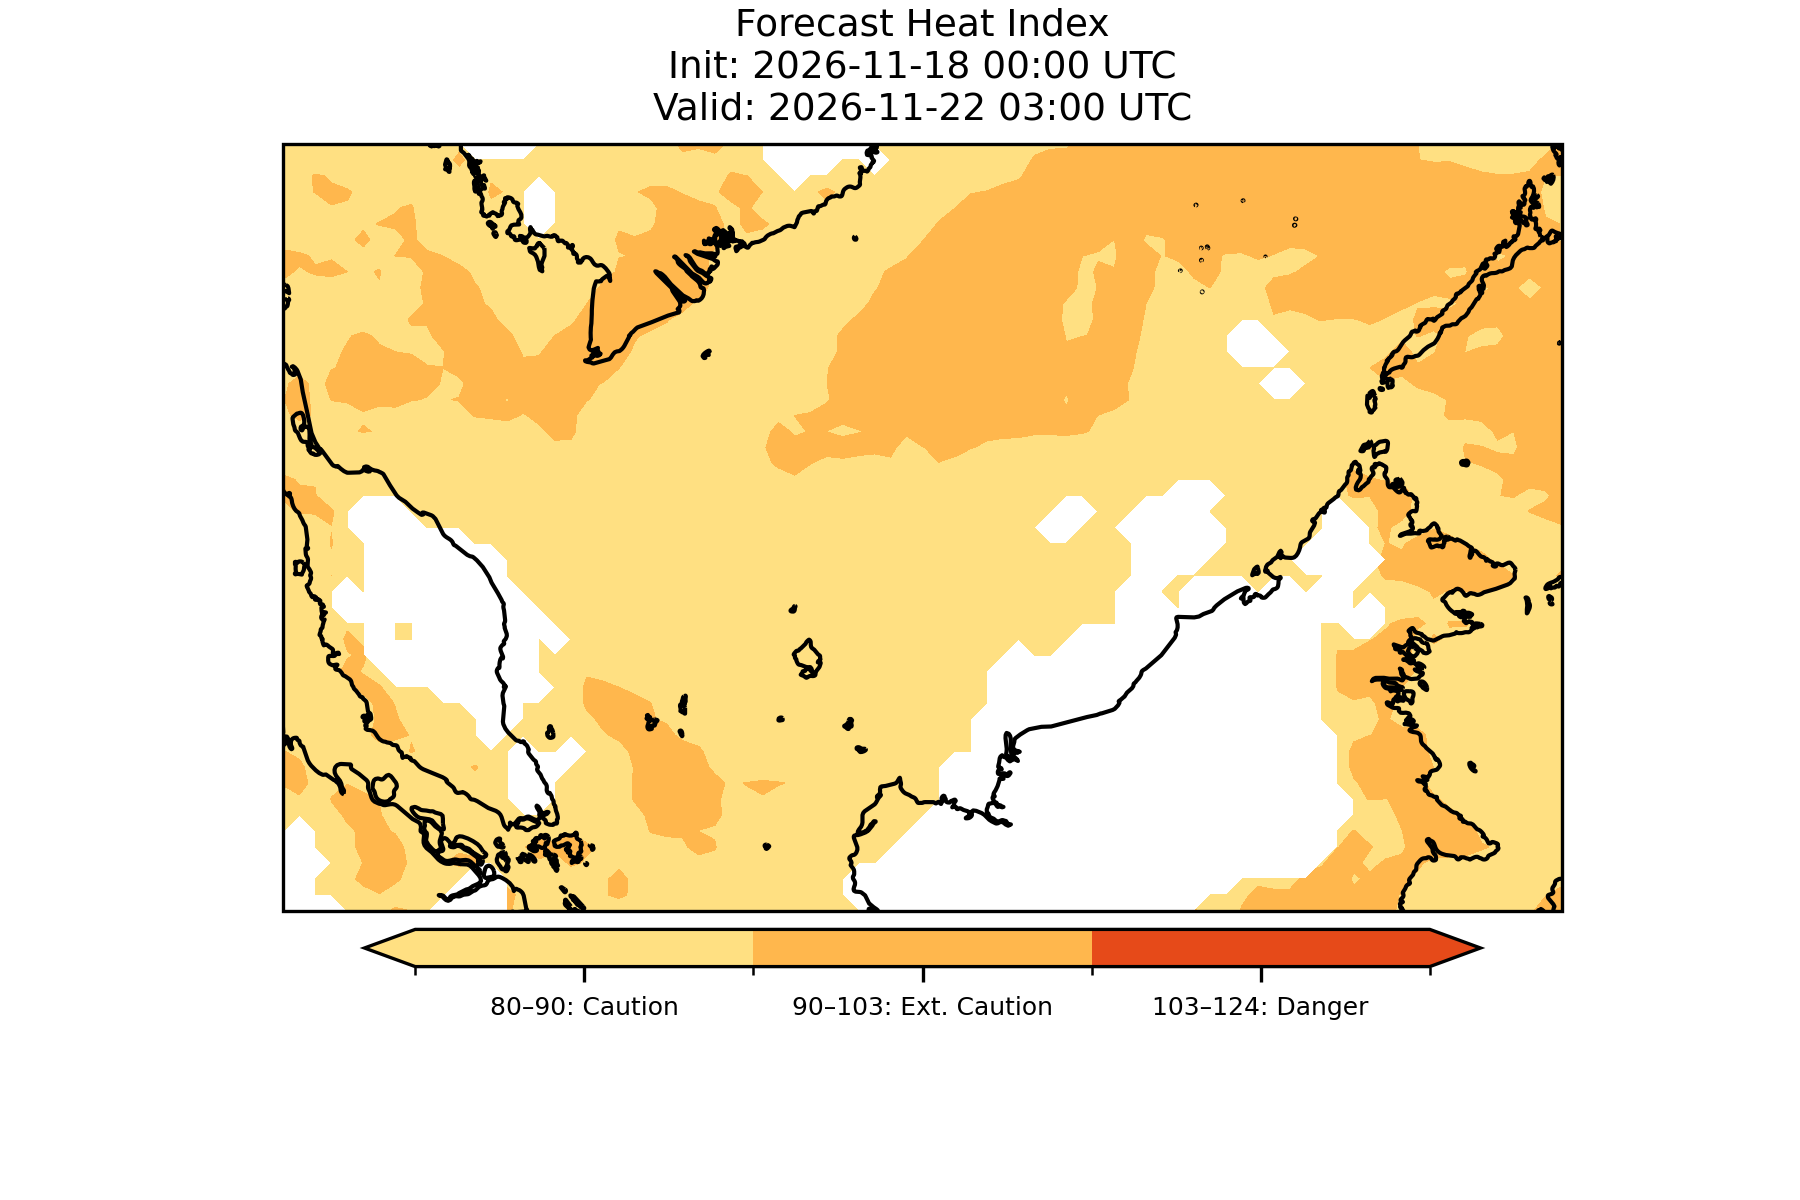 Forecast Heat Index
Init: 2026-11-18 00:00 UTC
Valid: 2026-11-22 03:00 UTC
80–90: Caution
90–103: Ext. Caution
103–124: Danger